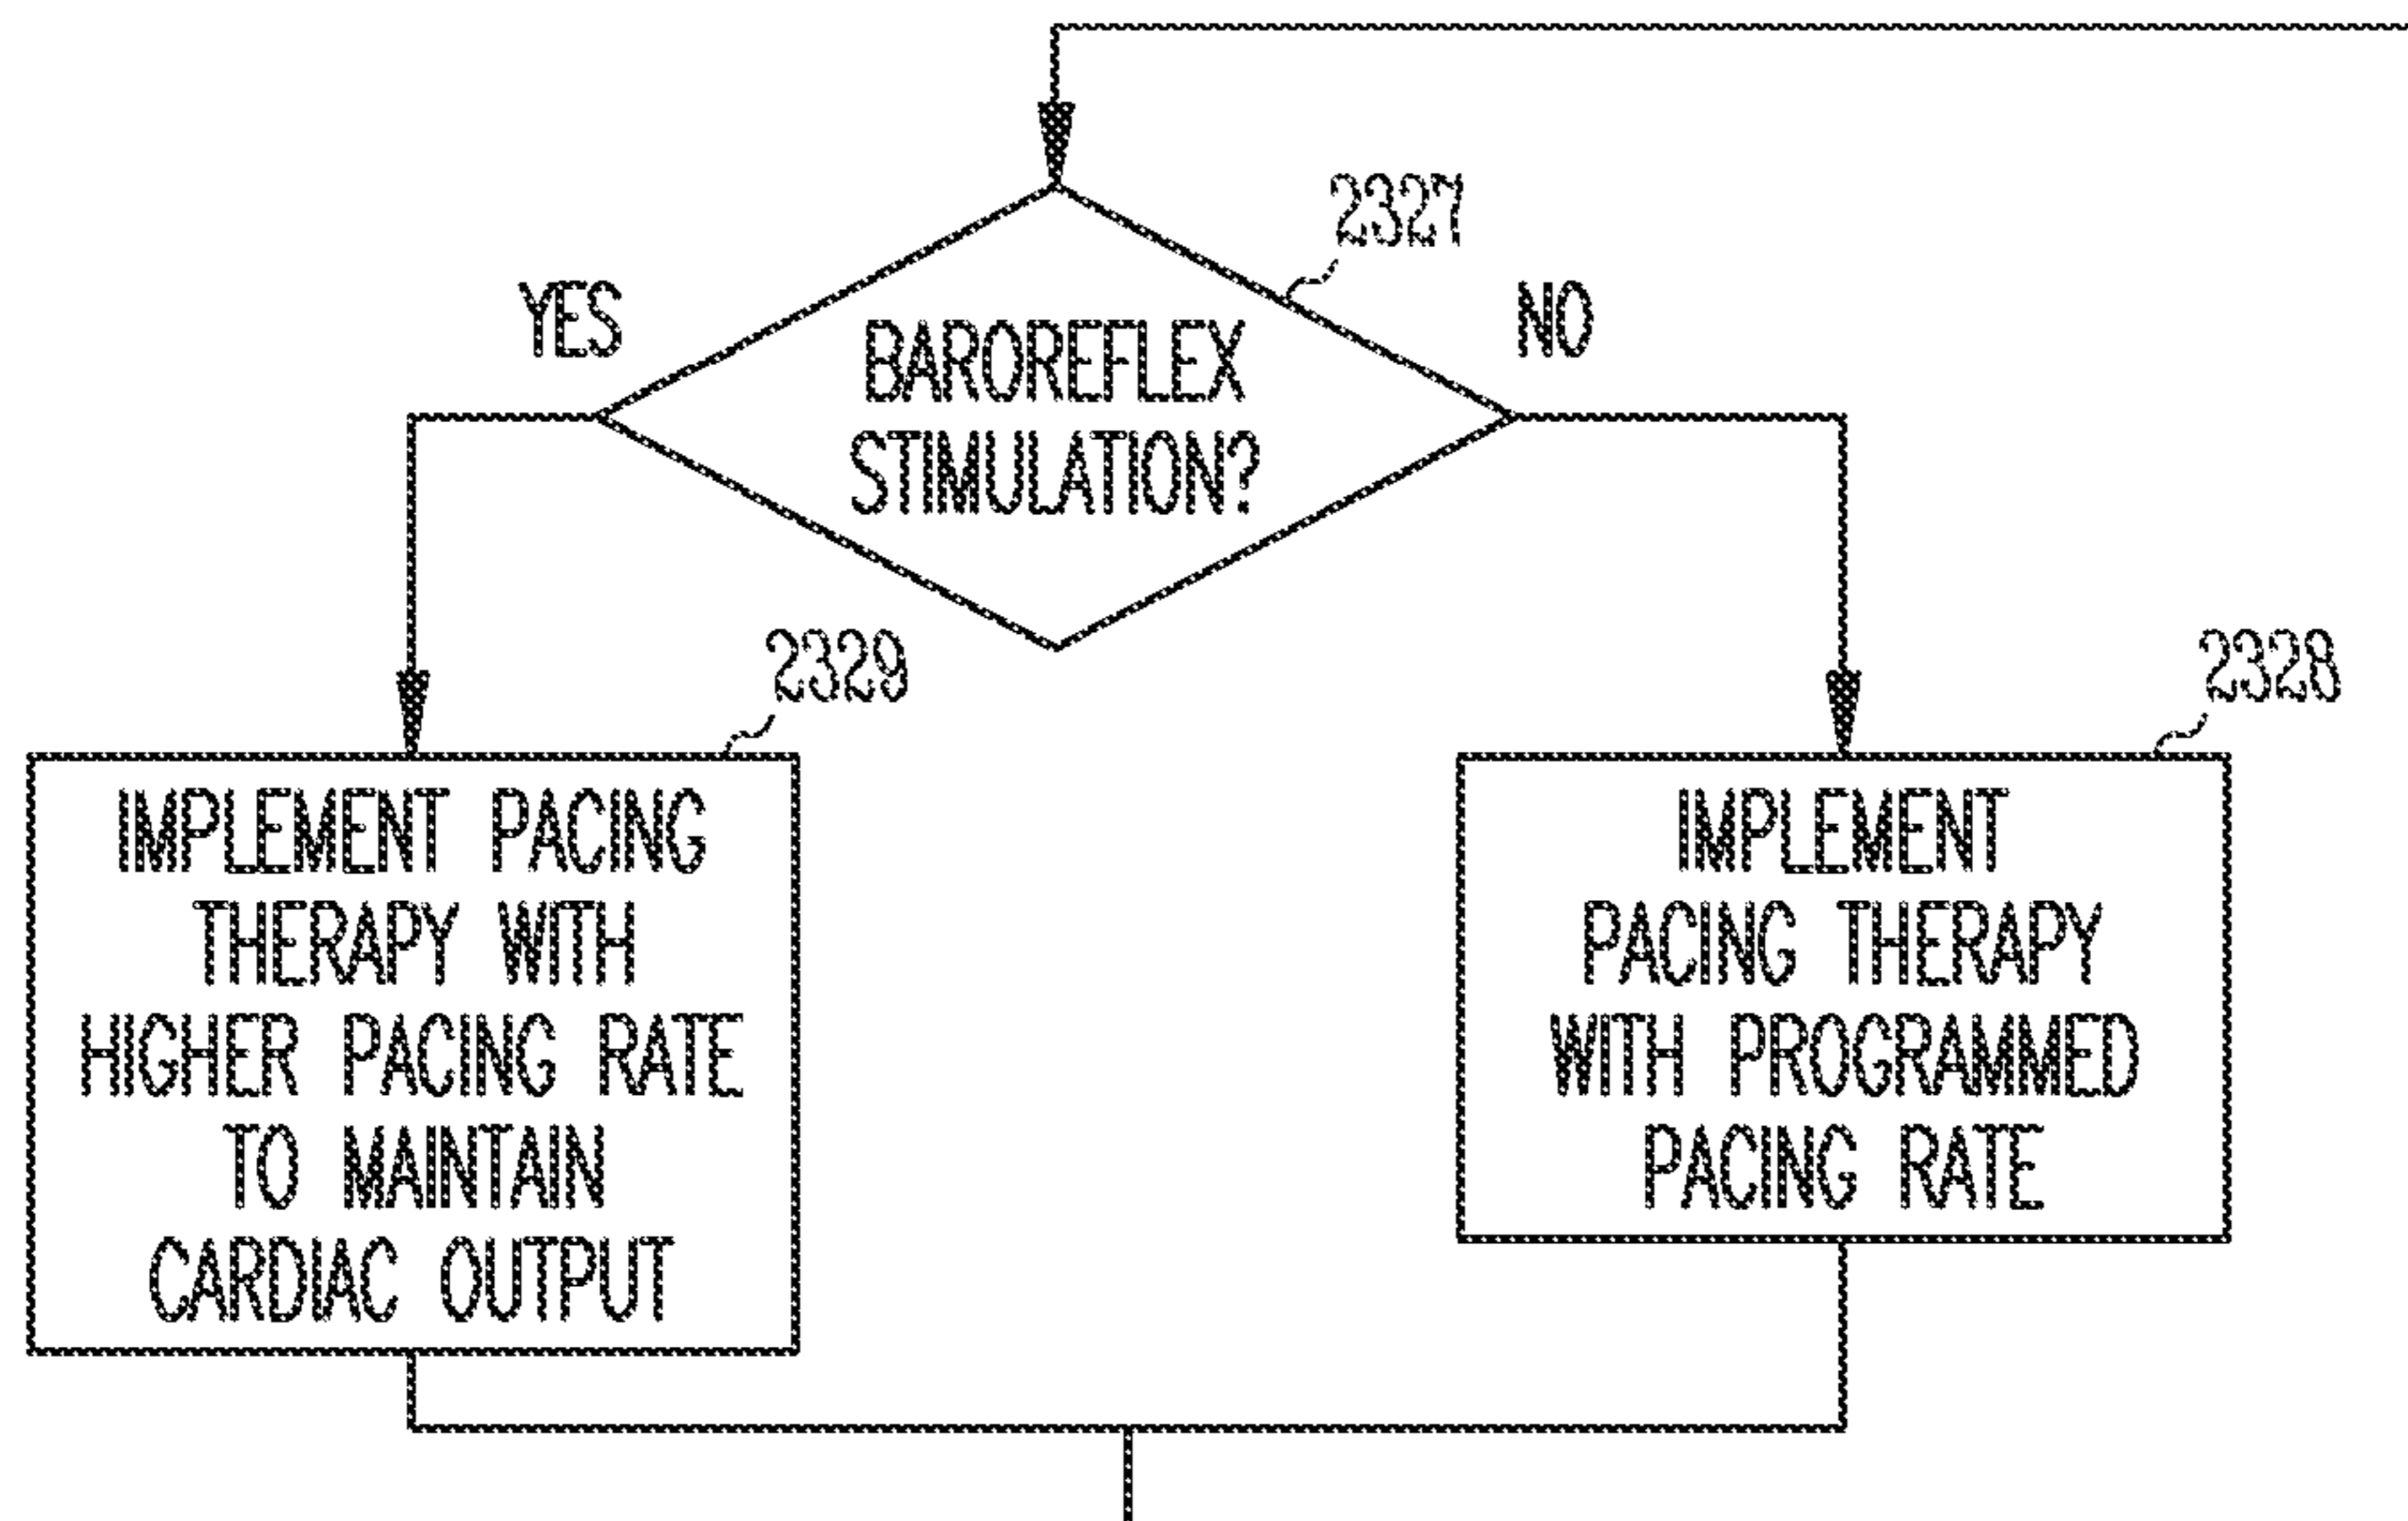 2327
YES
NO
BAROREFLEX
STIMULATION?
2329
2328
IMPLEMENT PACING
THERAPY WITH
HIGHER PACING RATE
TO MAINTAIN
CARDIAC OUTPUT
IMPLEMENT
PACING THERAPY
WITH PROGRAMMED
PACING RATE